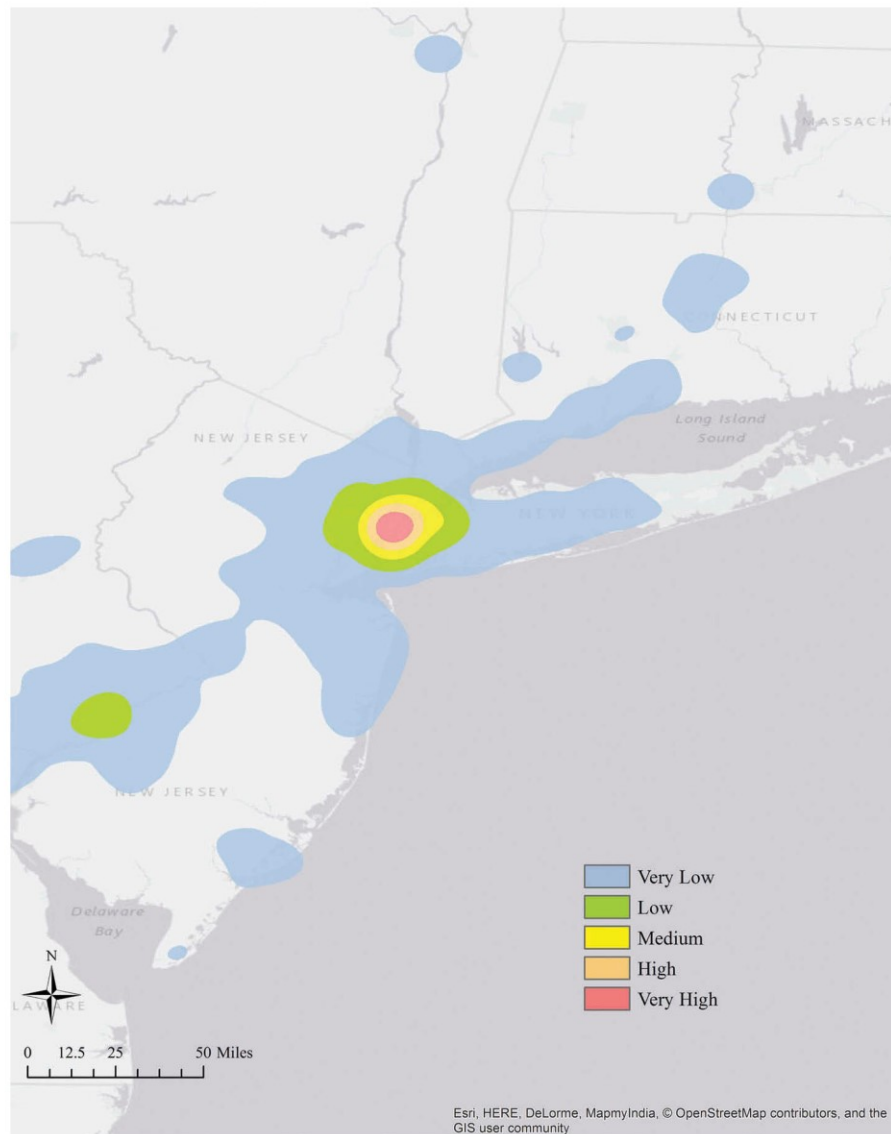 MASSACH
CONNECTICUT
Long Island
Sound
NEW JERSEY
NEW YORK
NEW JERSEY
Delaware
Bay
LAWARE
Very Low
Low
Medium
High
Very High
N
0 12.5 25 50 Miles
Esri, HERE, DeLorme, MapmyIndia, © OpenStreetMap contributors, and the
GIS user community